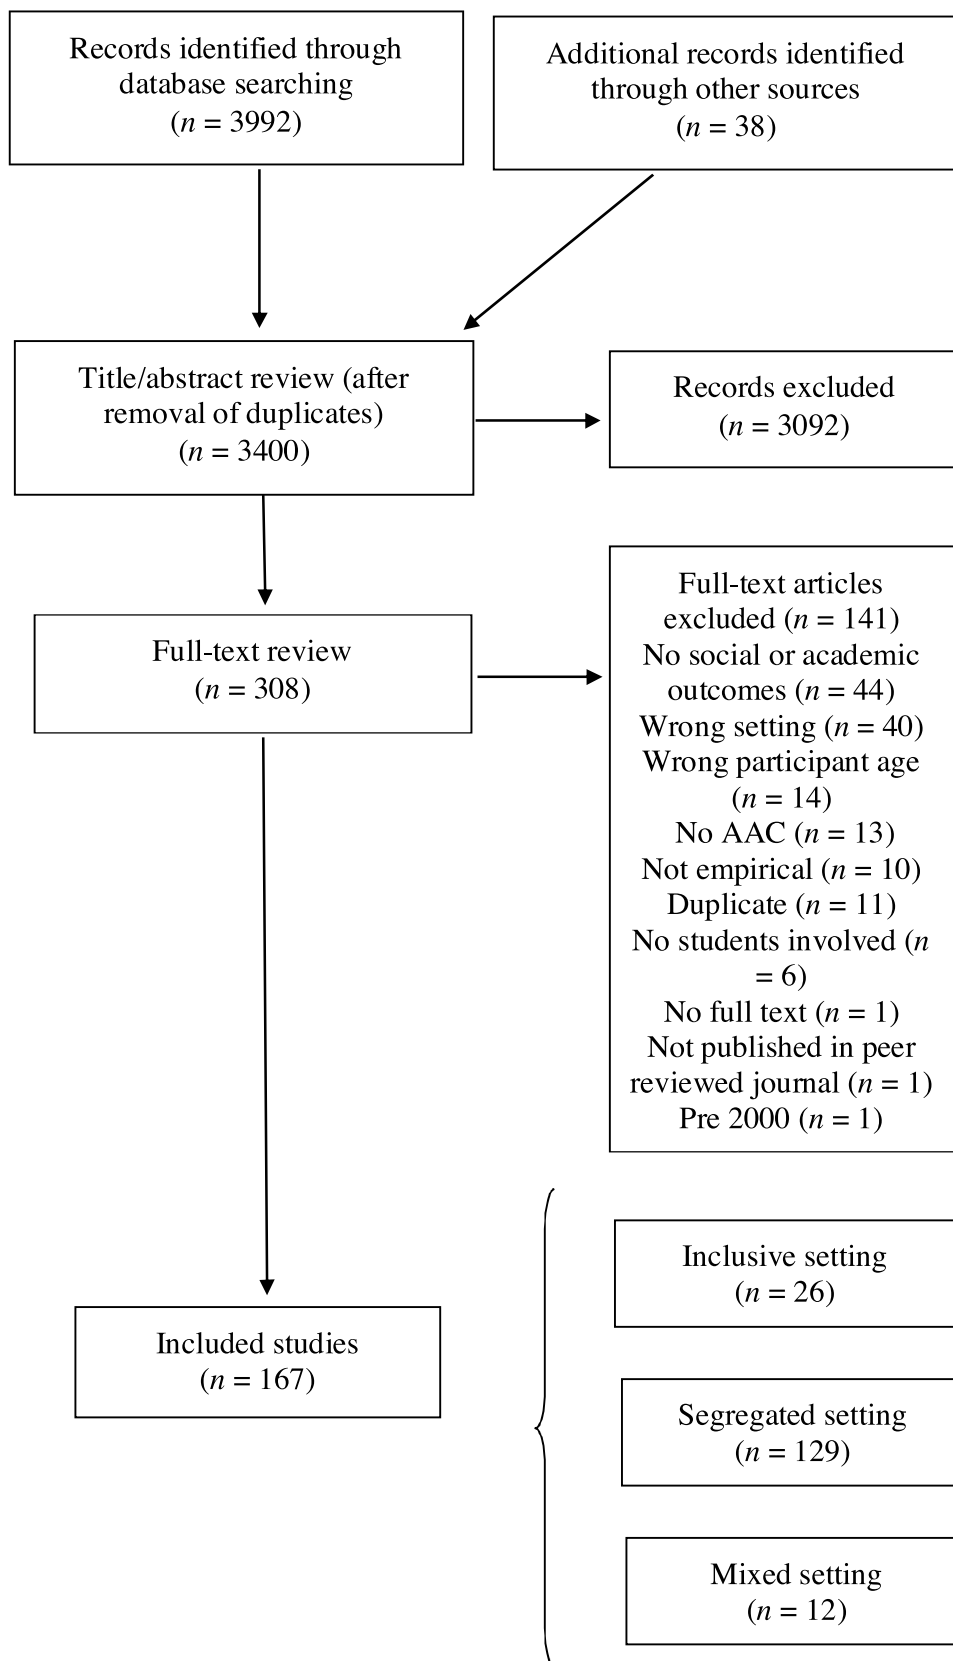 Records identified through
database searching
(n = 3992)
Additional records identified
through other sources
(n = 38)
Title/abstract review (after
removal of duplicates)
(n = 3400)
Records excluded
(n = 3092)
Full-text review
(n = 308)
Full-text articles
excluded (n = 141)
No social or academic
outcomes (n = 44)
Wrong setting (n = 40)
Wrong participant age
(n = 14)
No AAC (n = 13)
Not empirical (n = 10)
Duplicate (n = 11)
No students involved (n
= 6)
No full text (n = 1)
Not published in peer
reviewed journal (n = 1)
Pre 2000 (n = 1)
Included studies
(n = 167)
Inclusive setting
(n = 26)
Segregated setting
(n = 129)
Mixed setting
(n = 12)